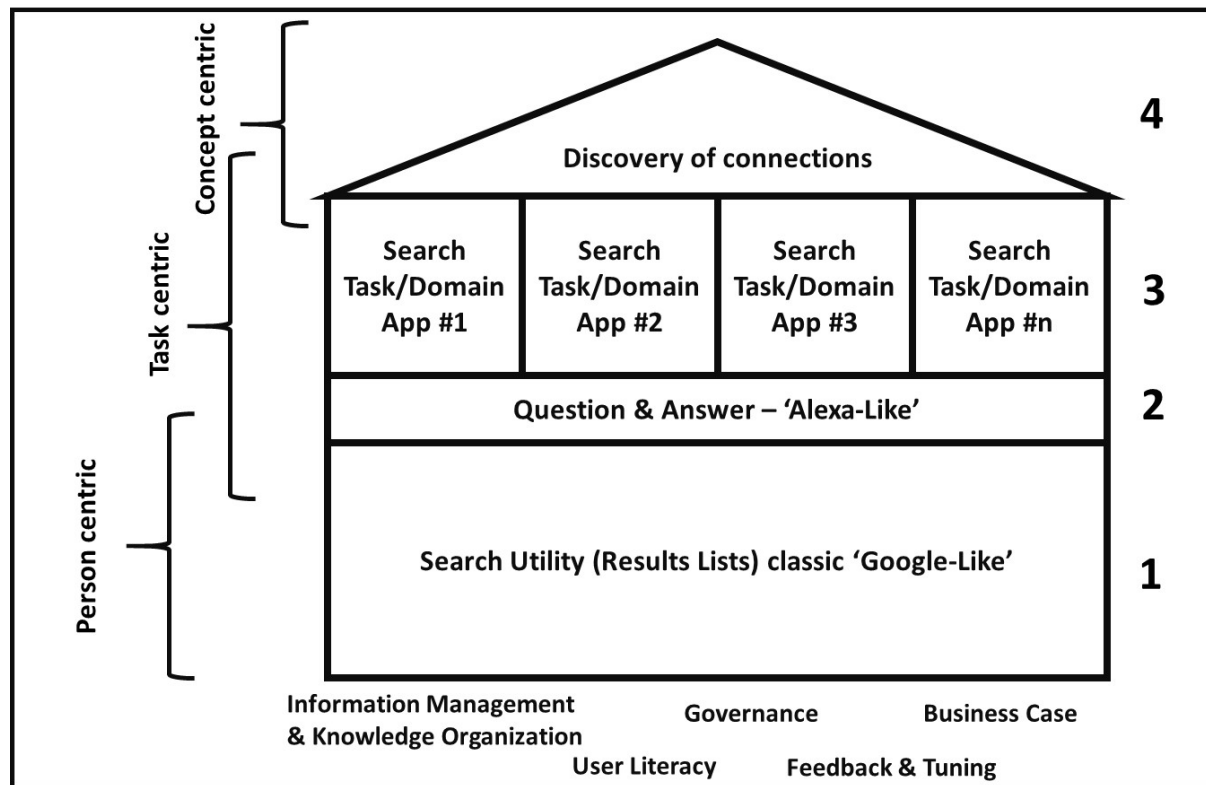 Concept centric
Task centric
Person centric
4
Discovery of connections
Search
Task/Domain
App #1
Search
Task/Domain
App #2
Search
Task/Domain
App #3
Search
Task/Domain
App #n
3
Question & Answer – ‘Alexa-Like’
2
Search Utility (Results Lists) classic ‘Google-Like’
1
Information Management
& Knowledge Organization
Governance
Business Case
User Literacy
Feedback & Tuning